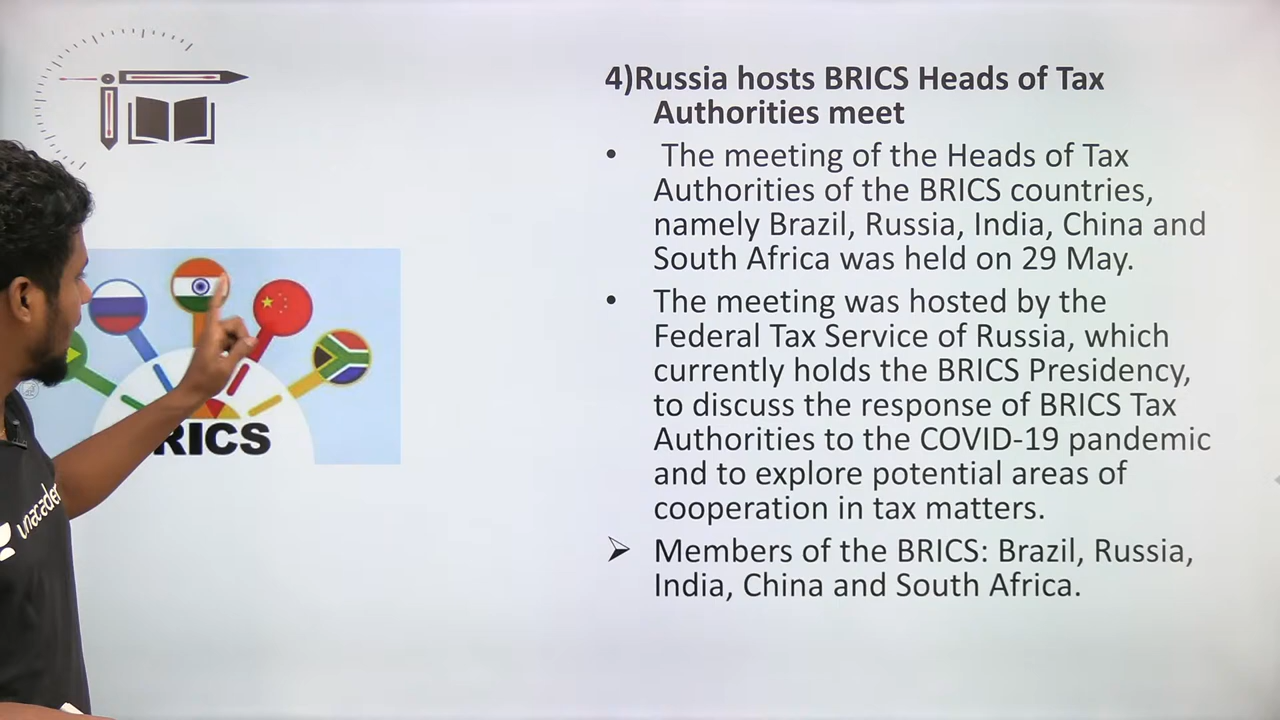 4)Russia hosts BRICS Heads of Tax
Authorities meet
• The meeting of the Heads of Tax
Authorities of the BRICS countries,
namely Brazil, Russia, India, China and
South Africa was held on 29 May.
• The meeting was hosted by the
Federal Tax Service of Russia, which
currently holds the BRICS Presidency,
to discuss the response of BRICS Tax
Authorities to the COVID-19 pandemic
and to explore potential areas of
cooperation in tax matters.
➢ Members of the BRICS: Brazil, Russia,
India, China and South Africa.
RICS
unacade